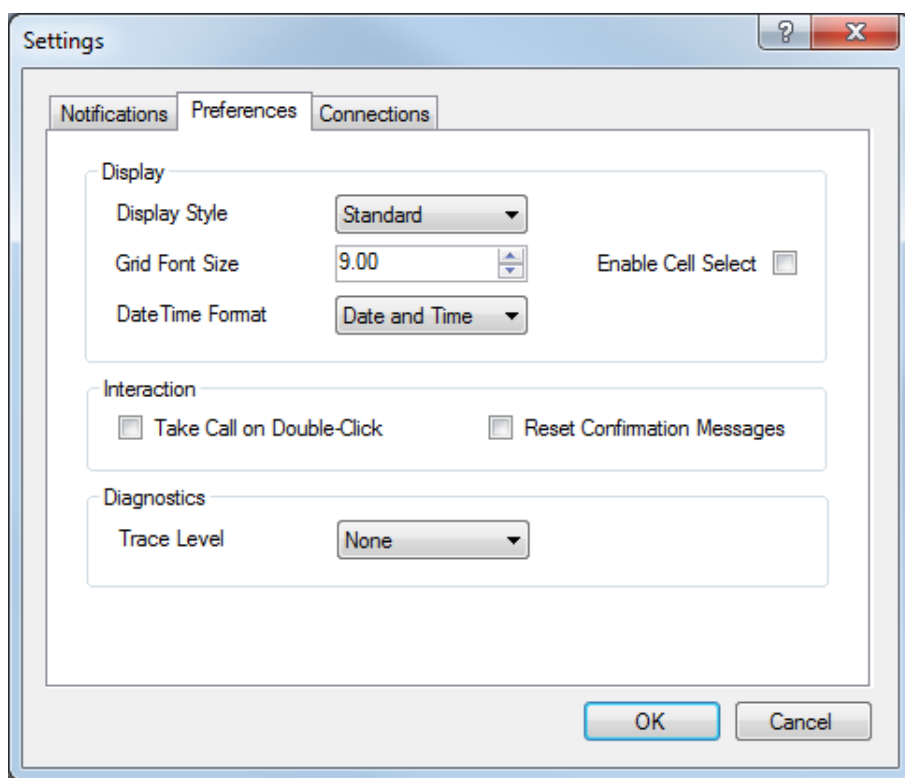 Settings
Notifications Preferences Connections
Display
Display Style Standard
Grid Font Size 9.00 Enable Cell Select
DateTime Format Date and Time
Interaction
Take Call on Double-Click Reset Confirmation Messages
Diagnostics
Trace Level None
OK Cancel